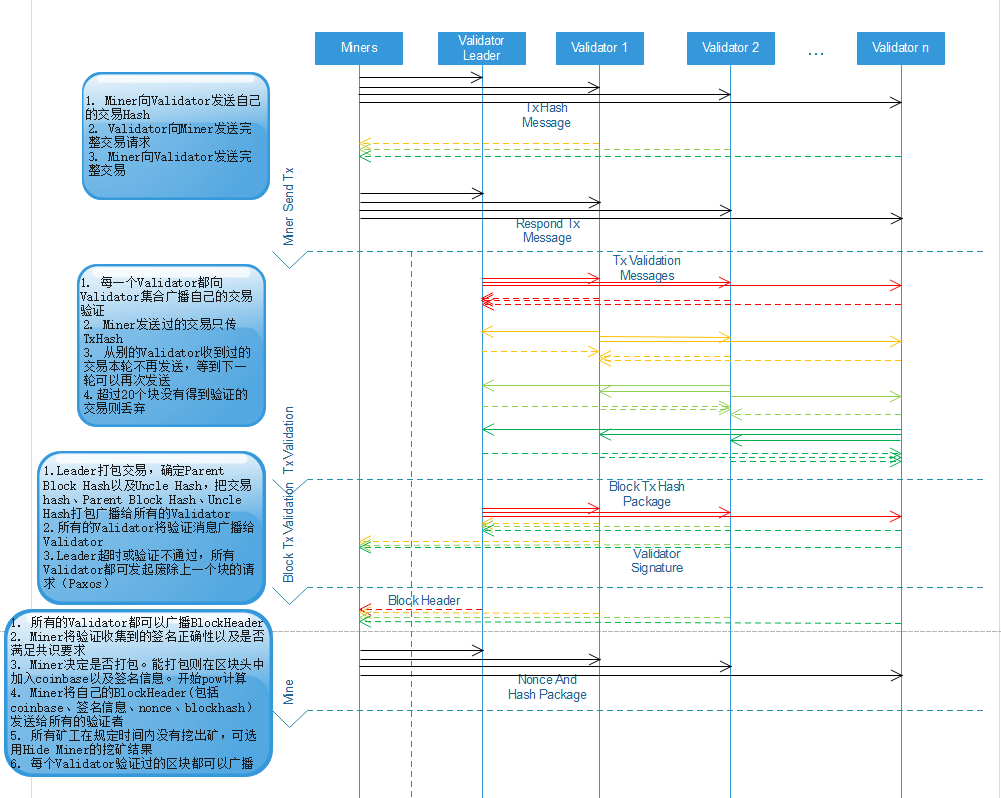 Miners
Validator
Leader
Validator 1
Validator 2
...
Validator n
1. Miner向Validator发送自己
的交易Hash
2. Validator向Miner发送完
整交易请求
3. Miner向Validator发送完
整交易
Miner Send Tx
TxHash
Message
Respond Tx
Message
1. 每一个Validator都向
Validator集合广播自己的交易
验证
2. Miner发送过的交易只传
TxHash
3. 从别的Validator收到过的
交易本轮不再发送，等到下一
轮可以再次发送
4.超过20个块没有得到验证的
交易则丢弃
Tx Validation
Tx Validation
Messages
1.Leader打包交易，确定Parent
Block Hash以及Uncle Hash，把交易
hash、Parent Block Hash、Uncle
Hash打包广播给所有的Validator
2.所有的Validator将验证消息广播给
Validator
3.Leader超时或验证不通过，所有
Validator都可发起废除上一个块的请
求（Paxos）
Block Tx Validation
Block Tx Hash
Package
Validator
Signature
Block Header
1. 所有的Validator都可以广播BlockHeader
2. Miner将验证收集到的签名正确性以及是否
满足共识要求
3. Miner决定是否打包。能打包则在区块头中
加入coinbase以及签名信息。开始pow计算
4. Miner将自己的BlockHeader(包括
coinbase、签名信息、nonce、blockhash)
发送给所有的验证者
5. 所有矿工在规定时间内没有挖出矿，可选
用Hide Miner的挖矿结果
6. 每个Validator验证过的区块都可以广播
Mine
Nonce And
Hash Package